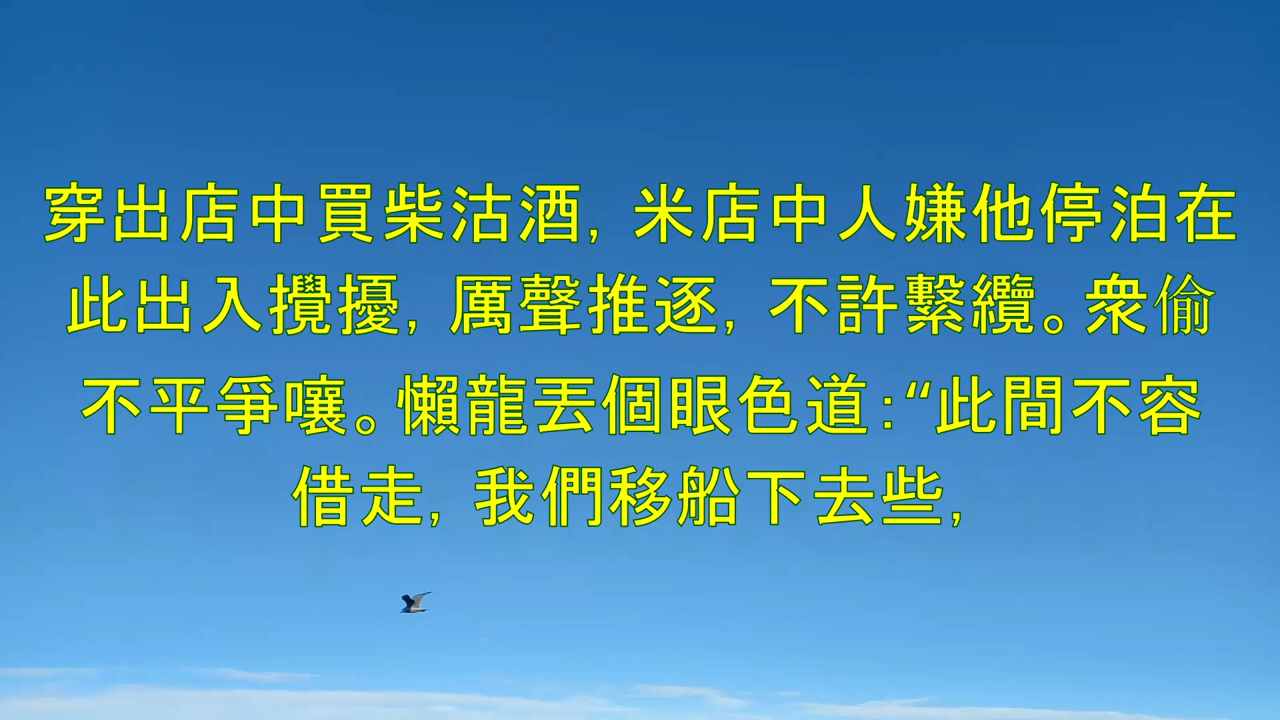 穿出店中買柴沽酒, 米店中人嫌他停泊在
此出入攪擾, 厲聲推逐, 不許繫纜。衆偷
不平爭嚷。懶龍丟個眼色道:“此間不容
借走, 我們移船下去些,